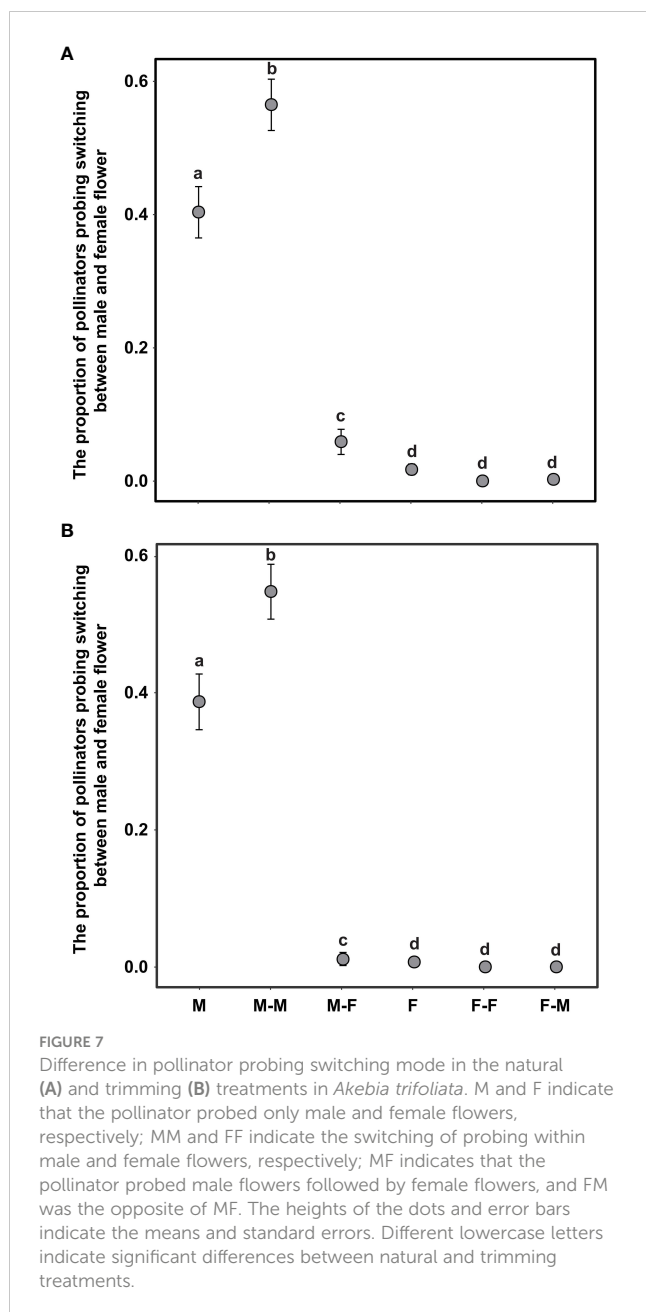 A
The proportion of pollinators probing switching
between male and female flower
0.6
0.4
0.2
0.0
a
b
c
d
d
d
B
The proportion of pollinators probing switching
between male and female flower
0.6
0.4
0.2
0.0
a
b
c
d
d
d
M
M-M
M-F
F
F-F
F-M
FIGURE 7
Difference in pollinator probing switching mode in the natural
(A) and trimming (B) treatments in Akebia trifoliata. M and F indicate
that the pollinator probed only male and female flowers,
respectively; MM and FF indicate the switching of probing within
male and female flowers, respectively; MF indicates that the
pollinator probed male flowers followed by female flowers, and FM
was the opposite of MF. The heights of the dots and error bars
indicate the means and standard errors. Different lowercase letters
indicate significant differences between natural and trimming
treatments.